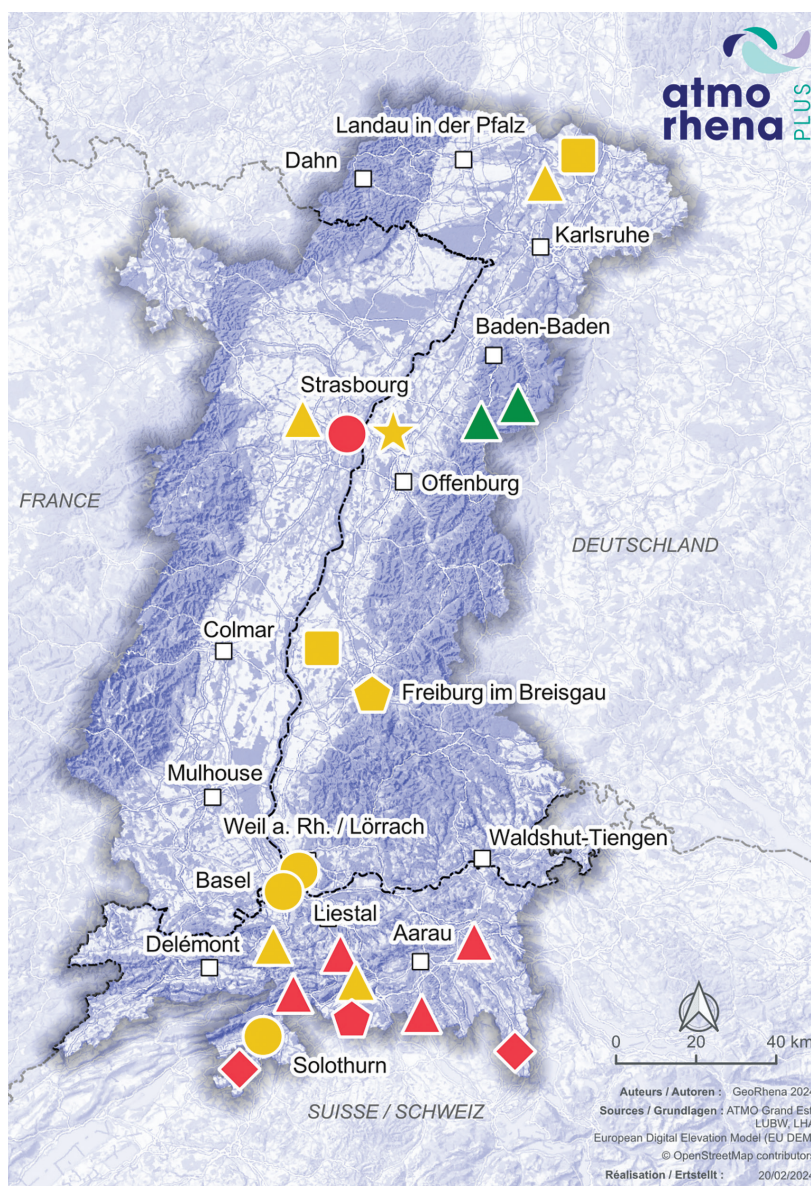 atmo
rhena
PLUS
Landau in der Pfalz
Dahn
Karlsruhe
Baden-Baden
Strasbourg
FRANCE
Offenburg
DEUTSCHLAND
Colmar
Freiburg im Breisgau
Mulhouse
Weil a. Rh. / Lörrach
Waldshut-Tiengen
Basel
Liestal
Delémont
Aarau
0 20 40 km
Solothurn
SUISSE / SCHWEIZ
Auteurs / Autoren : GeoRhena 2024
Sources / Grundlagen : ATMO Grand Est
LUBW, LHA
European Digital Elevation Model (EU DEM
© OpenStreetMap contributors
Réalisation / Ertstellt : 20/02/2024